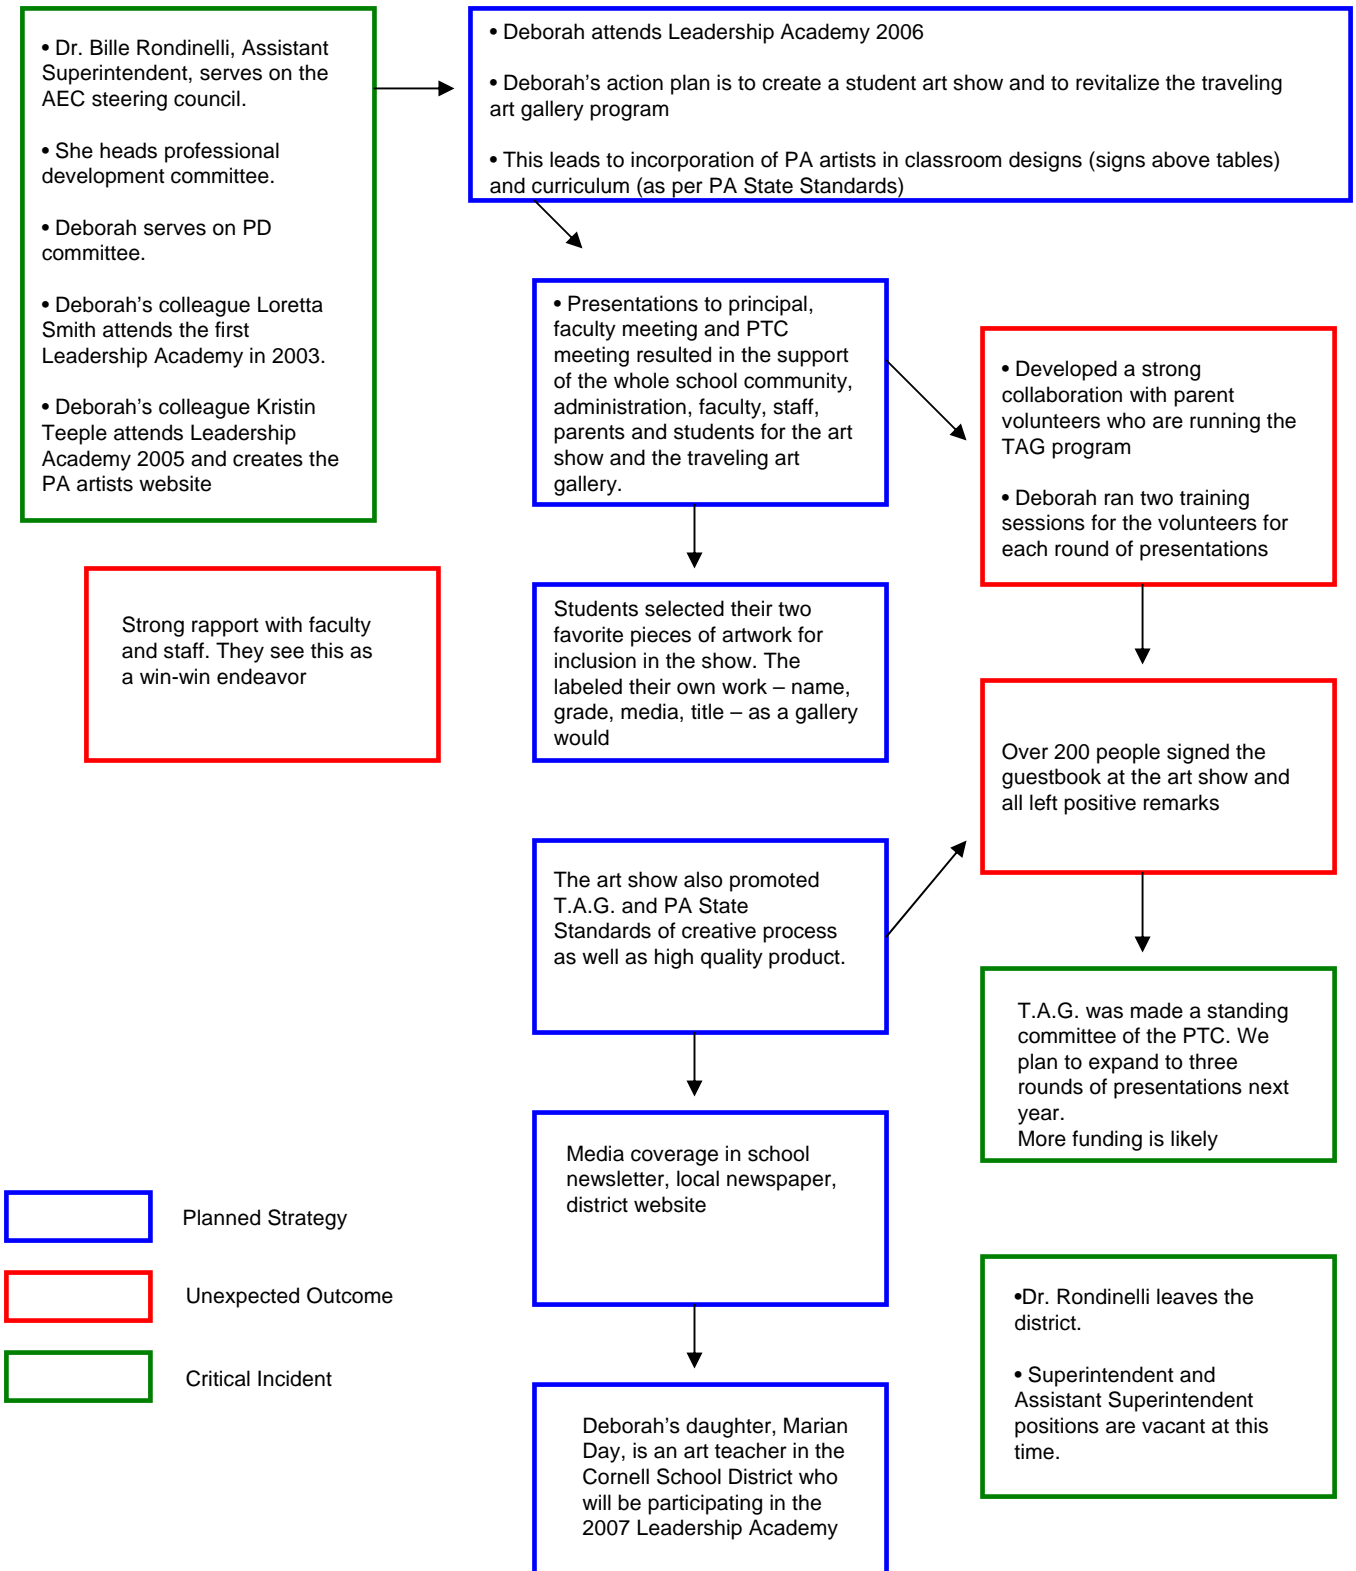 • Dr. Bille Rondinelli, Assistant
Superintendent, serves on the
AEC steering council.
• She heads professional
development committee.
• Deborah serves on PD
committee.
• Deborah’s colleague Loretta
Smith attends the first
Leadership Academy in 2003.
• Deborah’s colleague Kristin
Teeple attends Leadership
Academy 2005 and creates the
PA artists website
• Deborah attends Leadership Academy 2006
• Deborah’s action plan is to create a student art show and to revitalize the traveling
art gallery program
• This leads to incorporation of PA artists in classroom designs (signs above tables)
and curriculum (as per PA State Standards)
• Presentations to principal,
faculty meeting and PTC
meeting resulted in the support
of the whole school community,
administration, faculty, staff,
parents and students for the art
show and the traveling art
gallery.
• Developed a strong
collaboration with parent
volunteers who are running the
TAG program
• Deborah ran two training
sessions for the volunteers for
each round of presentations
Strong rapport with faculty
and staff. They see this as
a win-win endeavor
Students selected their two
favorite pieces of artwork for
inclusion in the show. The
labeled their own work – name,
grade, media, title – as a gallery
would
Over 200 people signed the
guestbook at the art show and
all left positive remarks
The art show also promoted
T.A.G. and PA State
Standards of creative process
as well as high quality product.
T.A.G. was made a standing
committee of the PTC. We
plan to expand to three
rounds of presentations next
year.
More funding is likely
Media coverage in school
newsletter, local newspaper,
district website
Planned Strategy
Unexpected Outcome
Critical Incident
•Dr. Rondinelli leaves the
district.
• Superintendent and
Assistant Superintendent
positions are vacant at this
time.
Deborah’s daughter, Marian
Day, is an art teacher in the
Cornell School District who
will be participating in the
2007 Leadership Academy